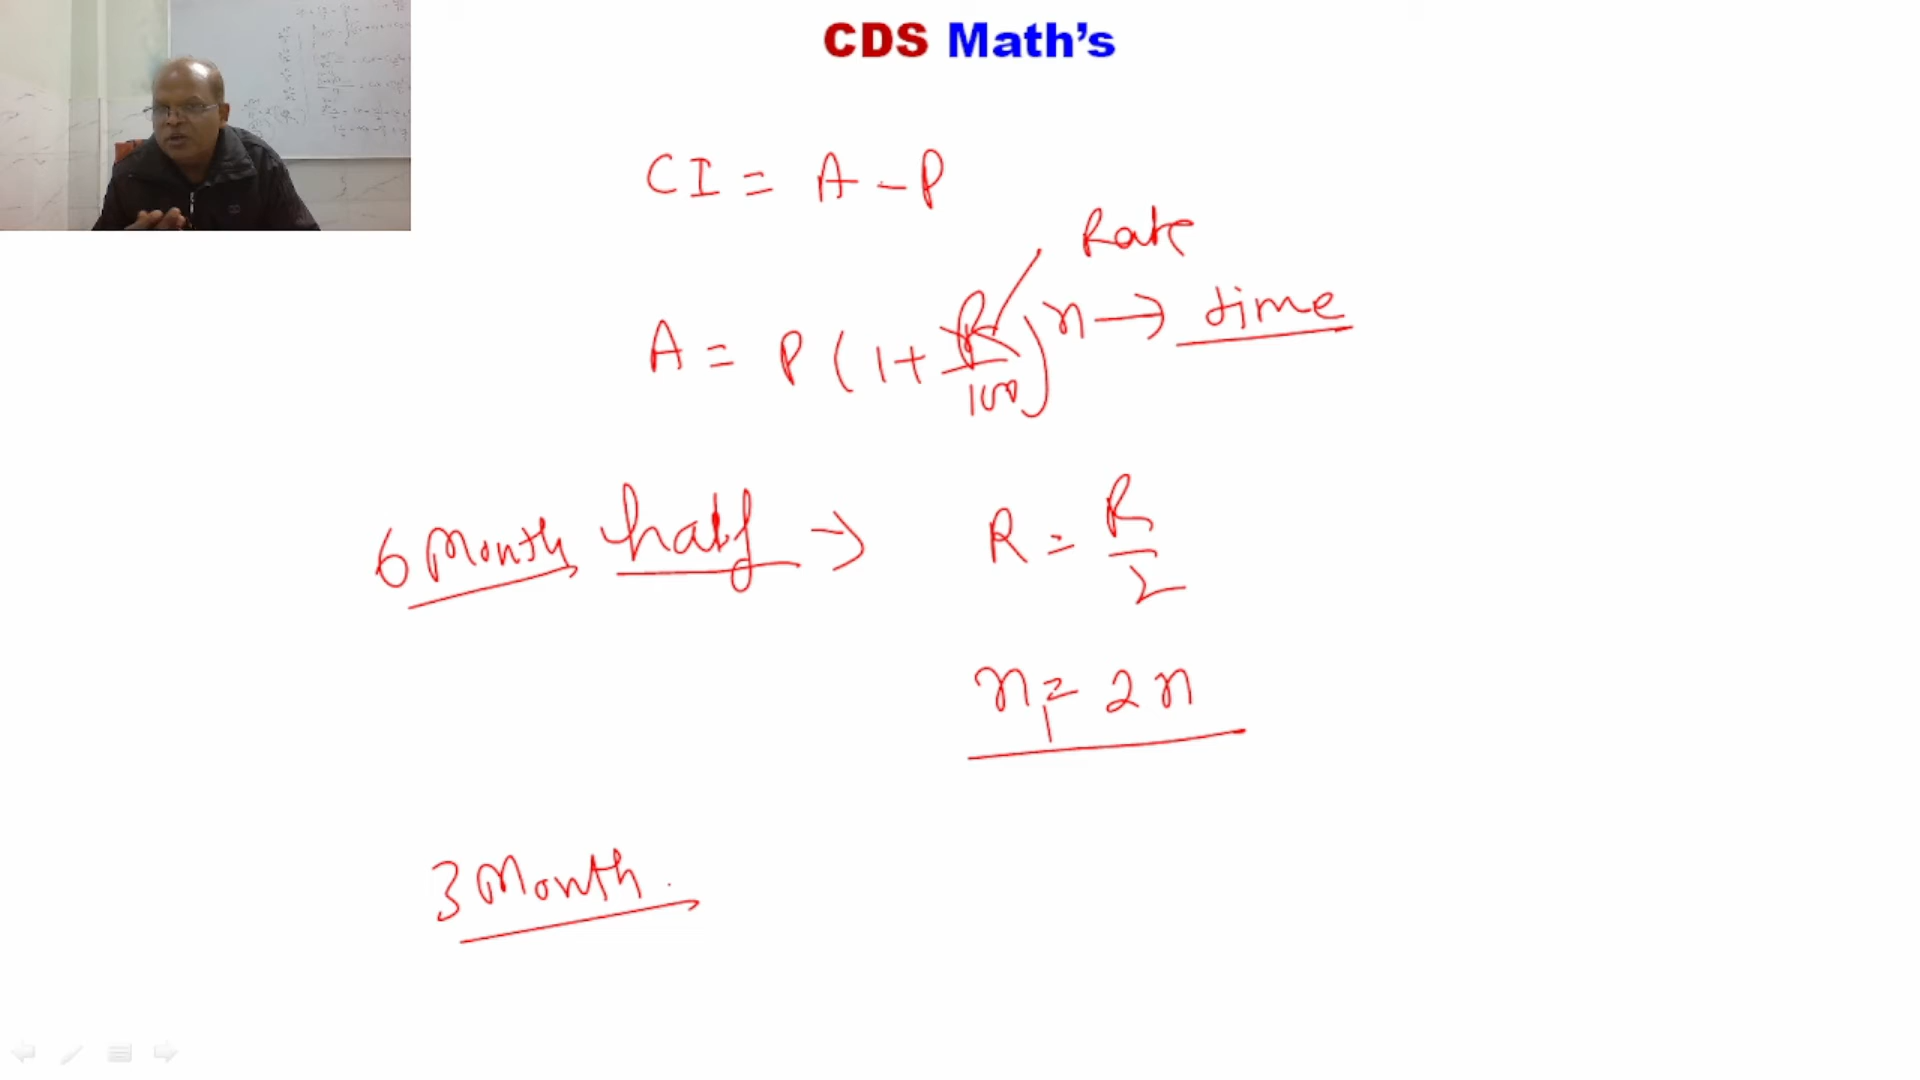 CDS Math's
CI = A - P
Rate
A = P (1 + R/100)^n → time
6 Month half → R = R/2
n₁ = 2n
3 Month.